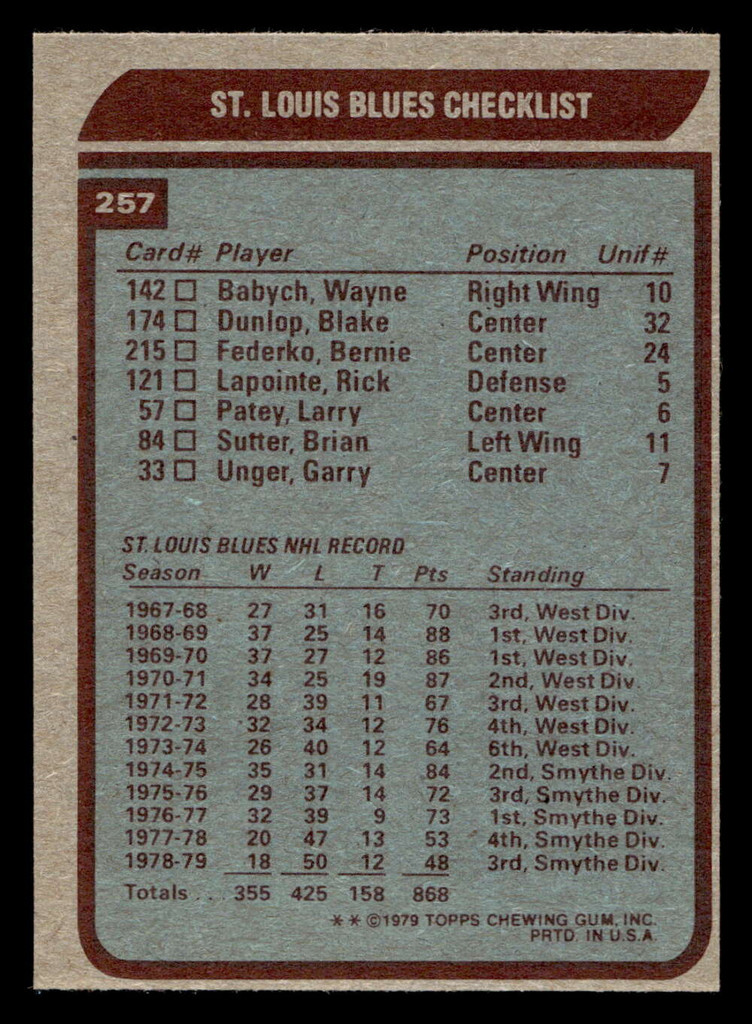 ST. LOUIS BLUES CHECKLIST
257
Card# Player Position Unif#
142 □ Babych, Wayne Right Wing 10
174 □ Dunlop, Blake Center 32
215 □ Federko, Bernie Center 24
121 □ Lapointe, Rick Defense 5
57 □ Patey, Larry Center 6
84 □ Sutter, Brian Left Wing 11
33 □ Unger, Garry Center 7
ST. LOUIS BLUES NHL RECORD
Season W L T Pts Standing
1967-68 27 31 16 70 3rd, West Div.
1968-69 37 25 14 88 1st, West Div.
1969-70 37 27 12 86 1st, West Div.
1970-71 34 25 19 87 2nd, West Div.
1971-72 28 39 11 67 3rd, West Div.
1972-73 32 34 12 76 4th, West Div.
1973-74 26 40 12 64 6th, West Div.
1974-75 35 31 14 84 2nd, Smythe Div.
1975-76 29 37 14 72 3rd, Smythe Div.
1976-77 32 39 9 73 1st, Smythe Div.
1977-78 20 47 13 53 4th, Smythe Div.
1978-79 18 50 12 48 3rd, Smythe Div.
Totals . . . 355 425 158 868
* * ©1979 TOPPS CHEWING GUM, INC.
PRTD. IN U.S.A.